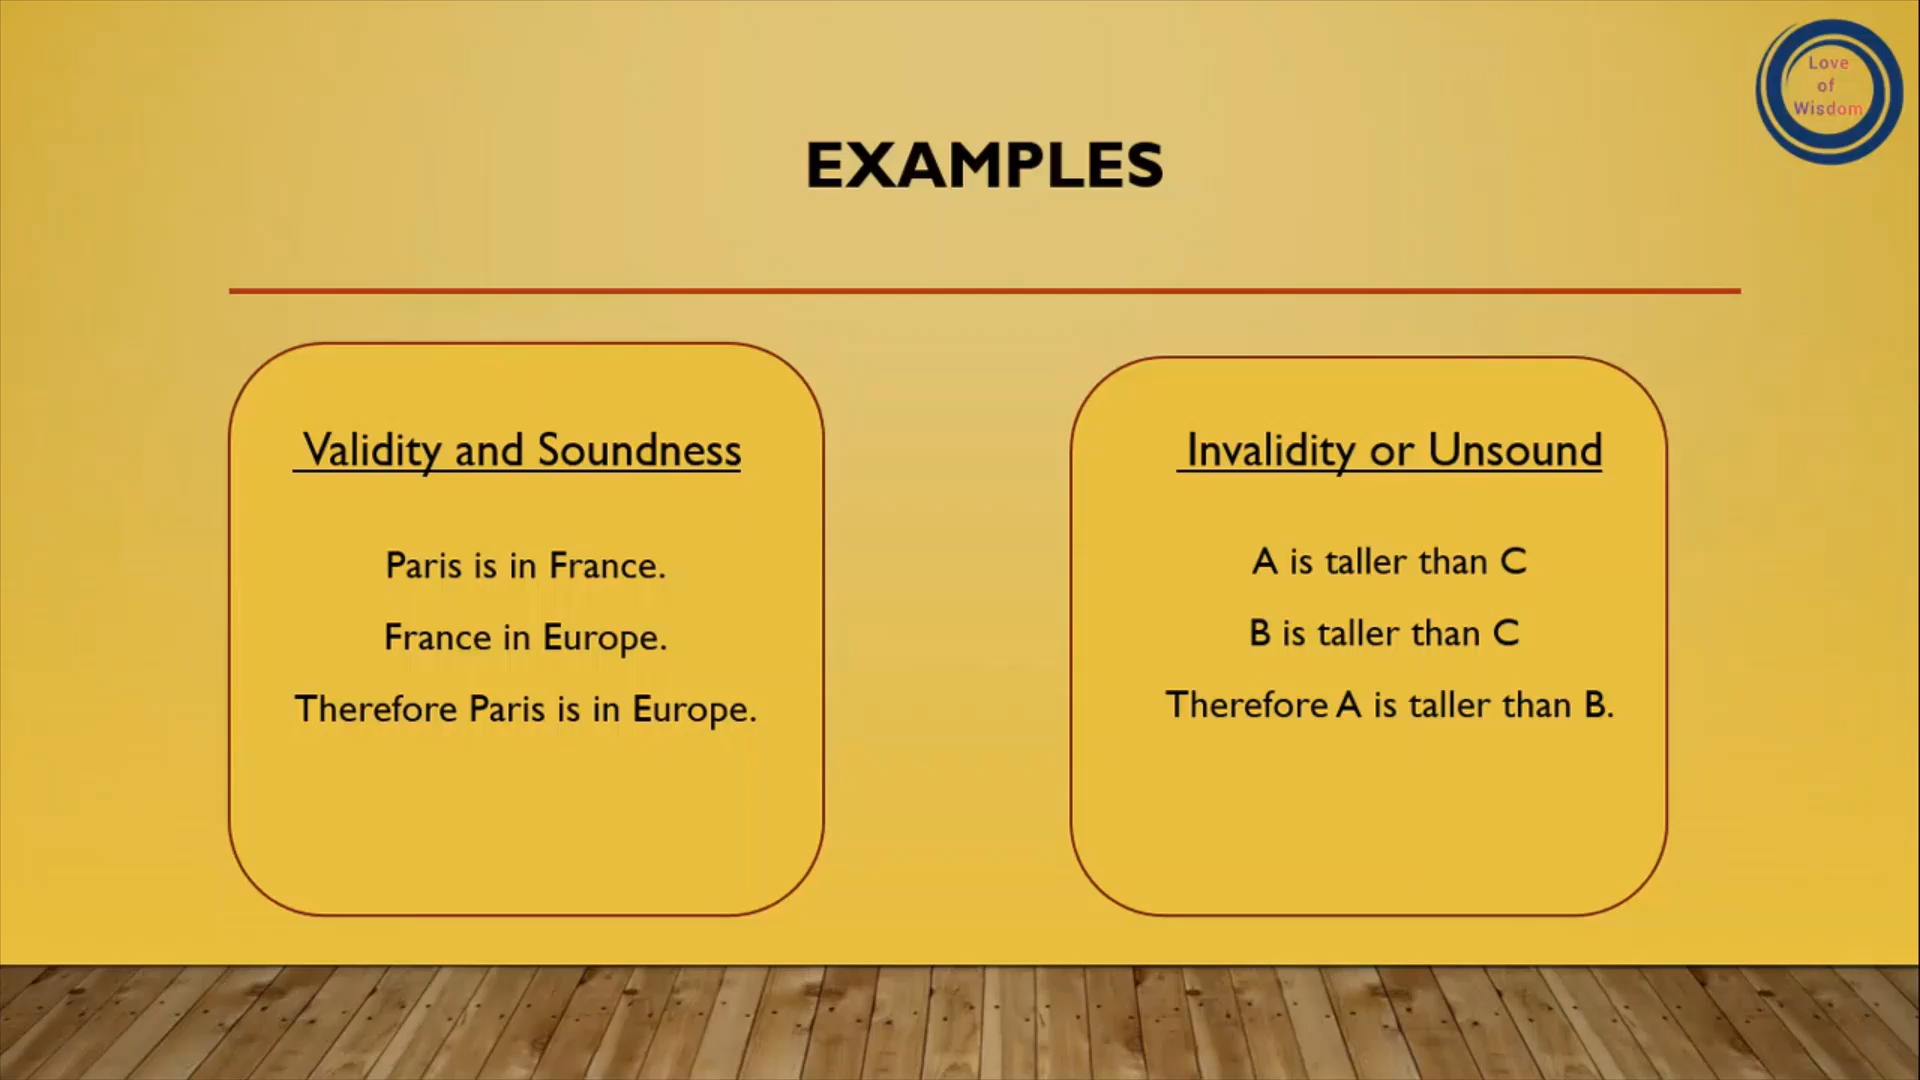 Love
of
Wisdom
EXAMPLES
Validity and Soundness
Paris is in France.
France in Europe.
Therefore Paris is in Europe.
Invalidity or Unsound
A is taller than C
B is taller than C
Therefore A is taller than B.